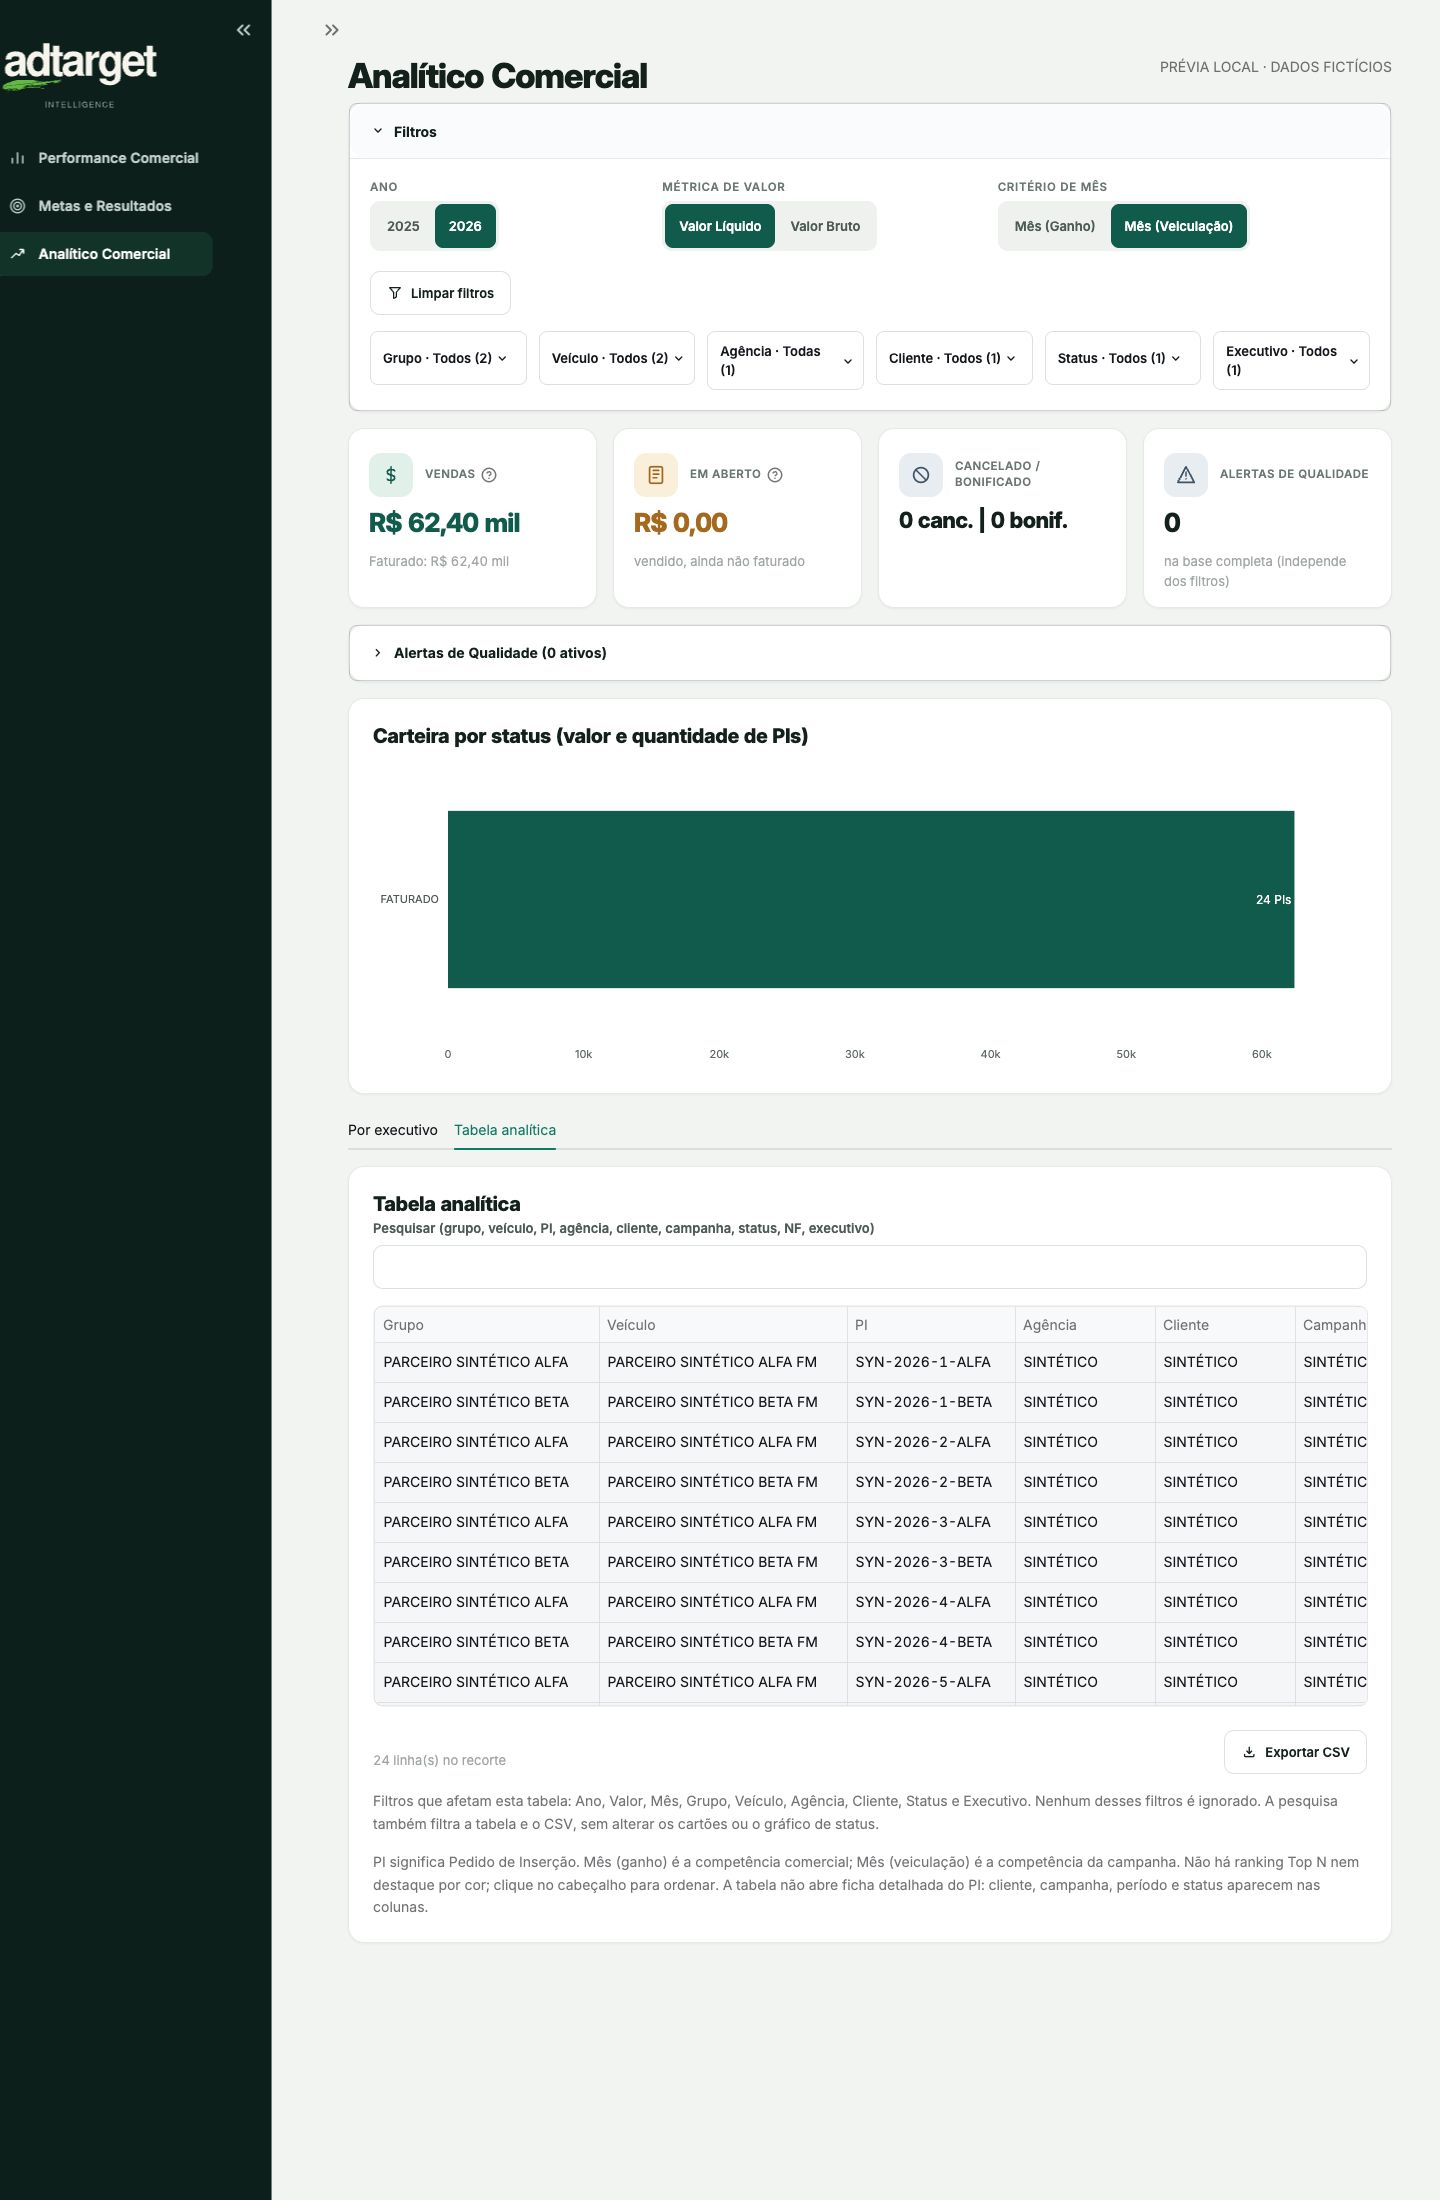 adtarget
INTELLIGENCE
Performance Comercial
Metas e Resultados
Analítico Comercial
Analítico Comercial
PRÉVIA LOCAL · DADOS FICTÍCIOS
Filtros
ANO
2025 2026
MÉTRICA DE VALOR
Valor Líquido Valor Bruto
CRITÉRIO DE MÊS
Mês (Ganho) Mês (Veiculação)
Limpar filtros
Grupo · Todos (2)
Veículo · Todos (2)
Agência · Todas
(1)
Cliente · Todos (1)
Status · Todos (1)
Executivo · Todos
(1)
VENDAS
R$ 62,40 mil
Faturado: R$ 62,40 mil
EM ABERTO
R$ 0,00
vendido, ainda não faturado
CANCELADO /
BONIFICADO
0 canc. | 0 bonif.
ALERTAS DE QUALIDADE
0
na base completa (independe
dos filtros)
Alertas de Qualidade (0 ativos)
Carteira por status (valor e quantidade de PIs)
FATURADO
24 PIs
0 10k 20k 30k 40k 50k 60k
Por executivo Tabela analítica
Tabela analítica
Pesquisar (grupo, veículo, PI, agência, cliente, campanha, status, NF, executivo)
Grupo Veículo PI Agência Cliente Campanh
PARCEIRO SINTÉTICO ALFA PARCEIRO SINTÉTICO ALFA FM SYN-2026-1-ALFA SINTÉTICO SINTÉTICO SINTÉTIC
PARCEIRO SINTÉTICO BETA PARCEIRO SINTÉTICO BETA FM SYN-2026-1-BETA SINTÉTICO SINTÉTICO SINTÉTIC
PARCEIRO SINTÉTICO ALFA PARCEIRO SINTÉTICO ALFA FM SYN-2026-2-ALFA SINTÉTICO SINTÉTICO SINTÉTIC
PARCEIRO SINTÉTICO BETA PARCEIRO SINTÉTICO BETA FM SYN-2026-2-BETA SINTÉTICO SINTÉTICO SINTÉTIC
PARCEIRO SINTÉTICO ALFA PARCEIRO SINTÉTICO ALFA FM SYN-2026-3-ALFA SINTÉTICO SINTÉTICO SINTÉTIC
PARCEIRO SINTÉTICO BETA PARCEIRO SINTÉTICO BETA FM SYN-2026-3-BETA SINTÉTICO SINTÉTICO SINTÉTIC
PARCEIRO SINTÉTICO ALFA PARCEIRO SINTÉTICO ALFA FM SYN-2026-4-ALFA SINTÉTICO SINTÉTICO SINTÉTIC
PARCEIRO SINTÉTICO BETA PARCEIRO SINTÉTICO BETA FM SYN-2026-4-BETA SINTÉTICO SINTÉTICO SINTÉTIC
PARCEIRO SINTÉTICO ALFA PARCEIRO SINTÉTICO ALFA FM SYN-2026-5-ALFA SINTÉTICO SINTÉTICO SINTÉTIC
24 linha(s) no recorte
Exportar CSV
Filtros que afetam esta tabela: Ano, Valor, Mês, Grupo, Veículo, Agência, Cliente, Status e Executivo. Nenhum desses filtros é ignorado. A pesquisa
também filtra a tabela e o CSV, sem alterar os cartões ou o gráfico de status.
PI significa Pedido de Inserção. Mês (ganho) é a competência comercial; Mês (veiculação) é a competência da campanha. Não há ranking Top N nem
destaque por cor; clique no cabeçalho para ordenar. A tabela não abre ficha detalhada do PI: cliente, campanha, período e status aparecem nas
colunas.